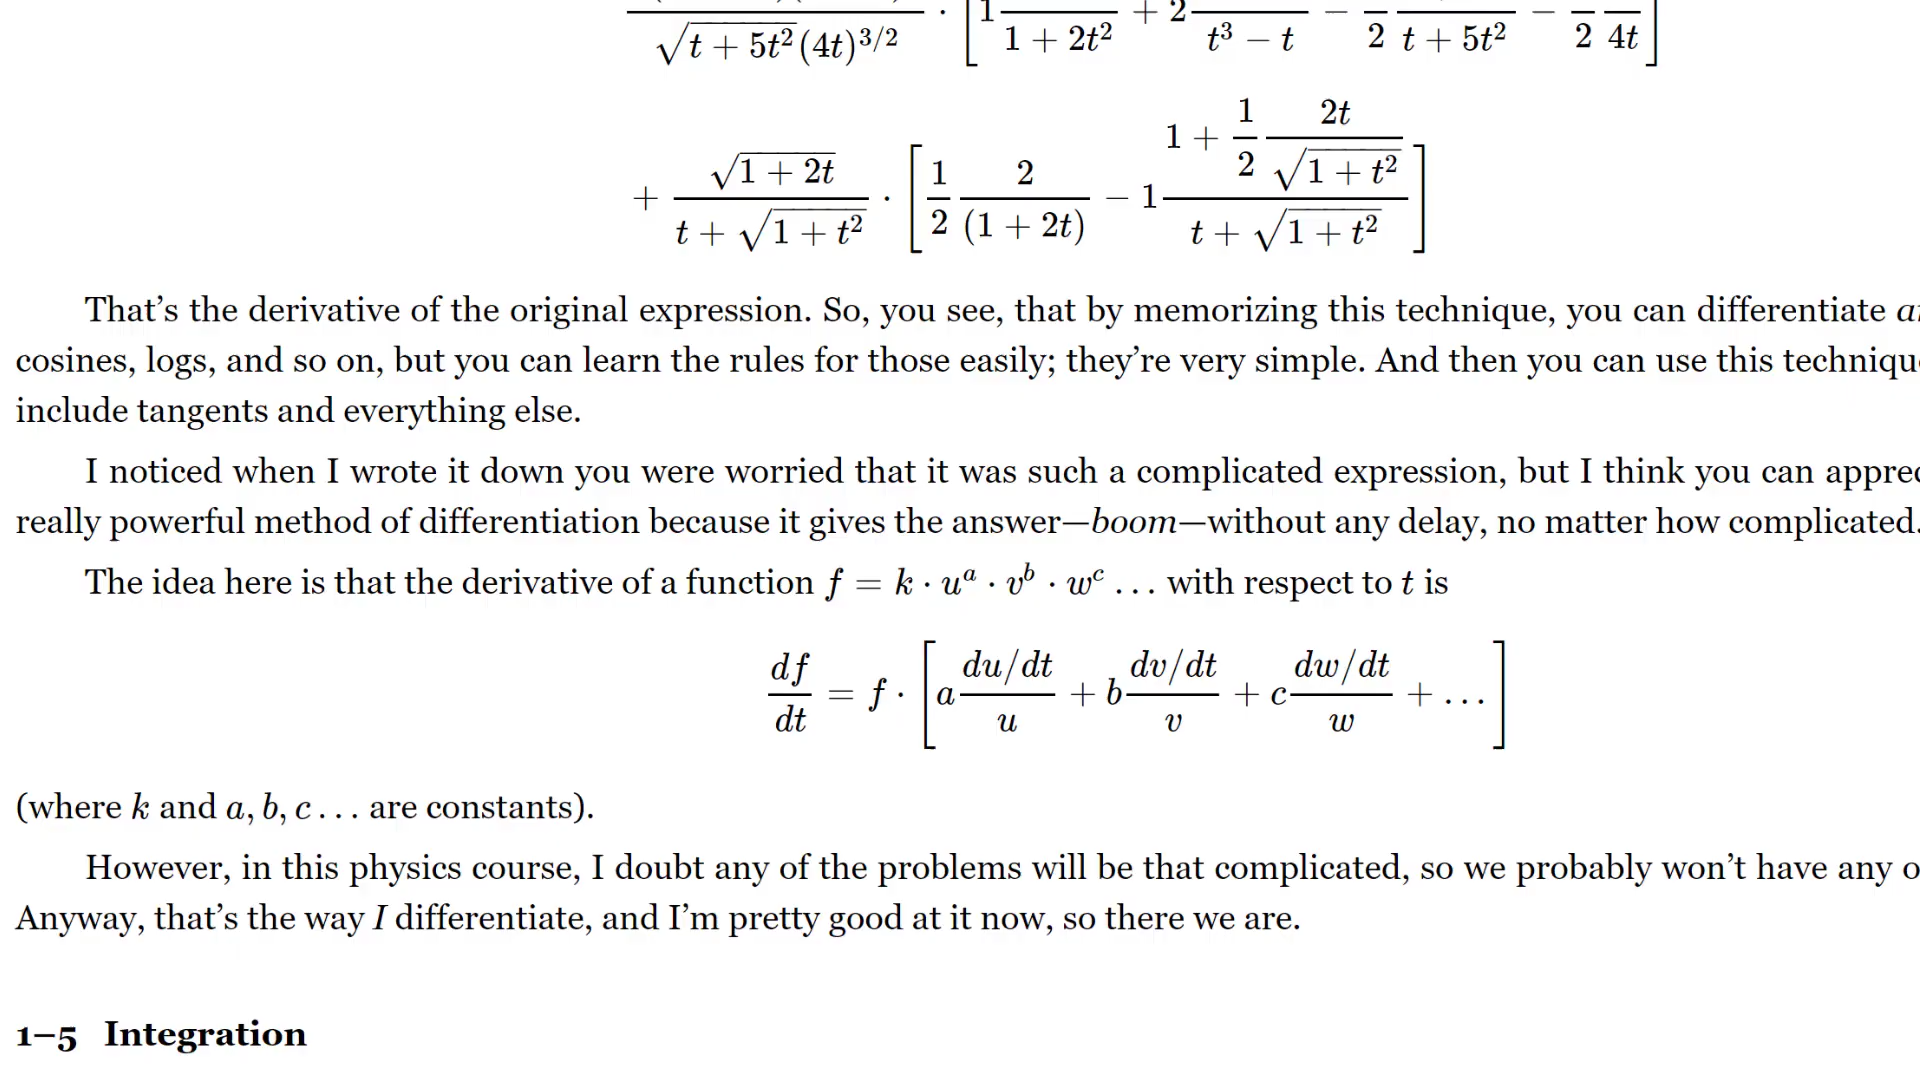 √(t + 5t²)(4t)^3/2 · [1 /(1 + 2t²) + 2 /(t³ − t) − /2 /(t + 5t²) − /2 /4t]
+ √(1 + 2t)/(t + √(1 + t²)) · [1/2 2/(1 + 2t) − 1 (1 + 1/2 2t/√(1 + t²))/(t + √(1 + t²))]
That’s the derivative of the original expression. So, you see, that by memorizing this technique, you can differentiate
cosines, logs, and so on, but you can learn the rules for those easily; they’re very simple. And then you can use this
include tangents and everything else.
I noticed when I wrote it down you were worried that it was such a complicated expression, but I think you can
really powerful method of differentiation because it gives the answer—boom—without any delay, no matter how complicated.
The idea here is that the derivative of a function f = k · uᵃ · vᵇ · wᶜ … with respect to t is
df/dt = f · [a (du/dt)/u + b (dv/dt)/v + c (dw/dt)/w + …]
(where k and a, b, c … are constants).
However, in this physics course, I doubt any of the problems will be that complicated, so we probably won’t have any
Anyway, that’s the way I differentiate, and I’m pretty good at it now, so there we are.
1–5 Integration